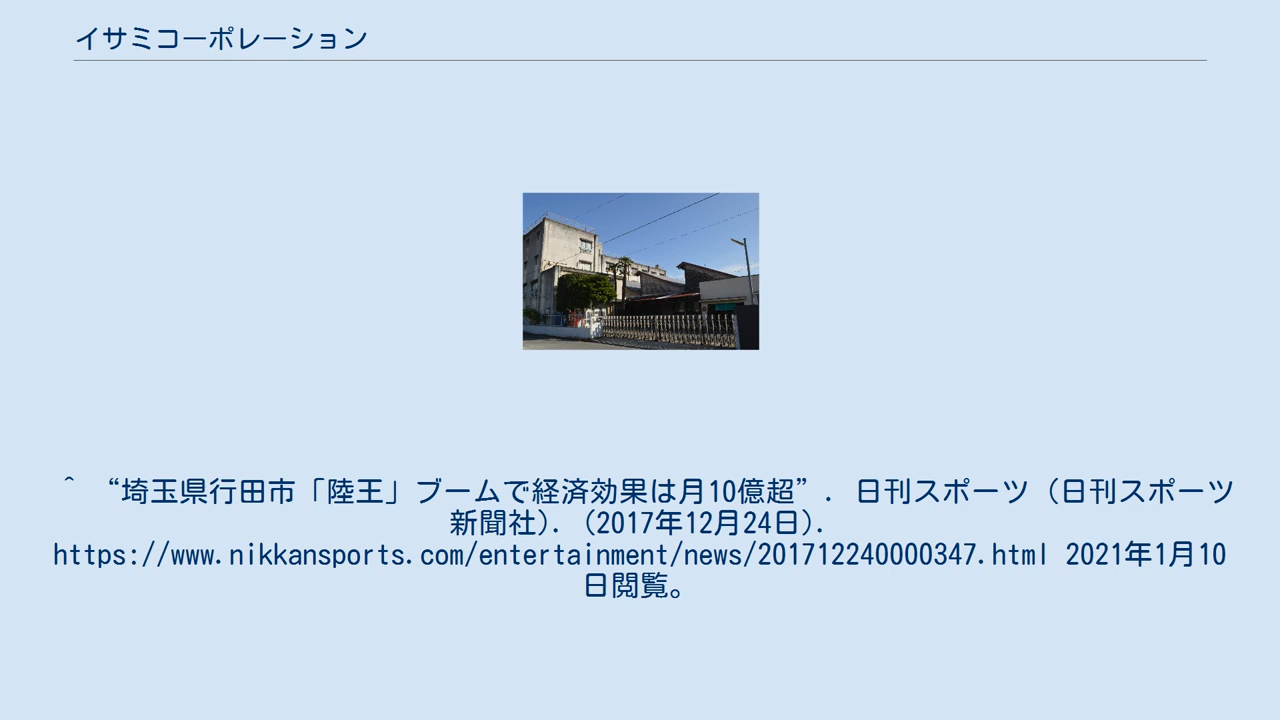 イサミコーポレーション
^ “埼玉県行田市「陸王」ブームで経済効果は月10億超”. 日刊スポーツ (日刊スポーツ
新聞社). (2017年12月24日).
https://www.nikkansports.com/entertainment/news/201712240000347.html 2021年1月10
日閲覧。